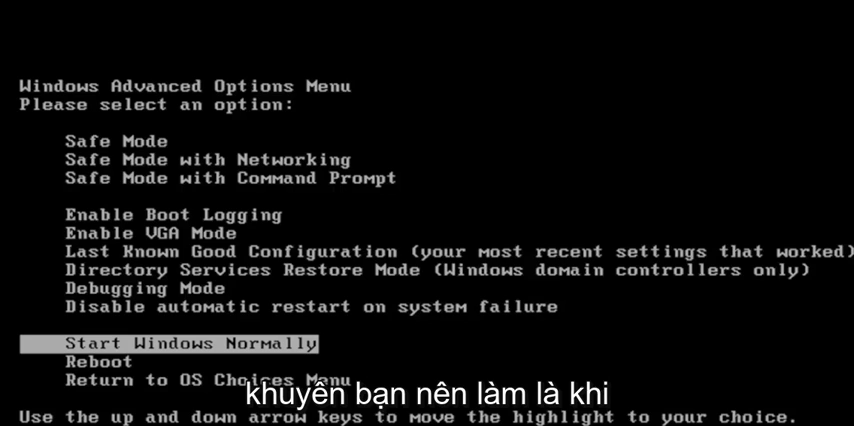 Windows Advanced Options Menu
Please select an option:
Safe Mode
Safe Mode with Networking
Safe Mode with Command Prompt
Enable Boot Logging
Enable VGA Mode
Last Known Good Configuration (your most recent settings that worked)
Directory Services Restore Mode (Windows domain controllers only)
Debugging Mode
Disable automatic restart on system failure
Start Windows Normally
Reboot
Return to OS Choices Menu
khuyên bạn nên làm là khi
Use the up and down arrow keys to move the highlight to your choice.